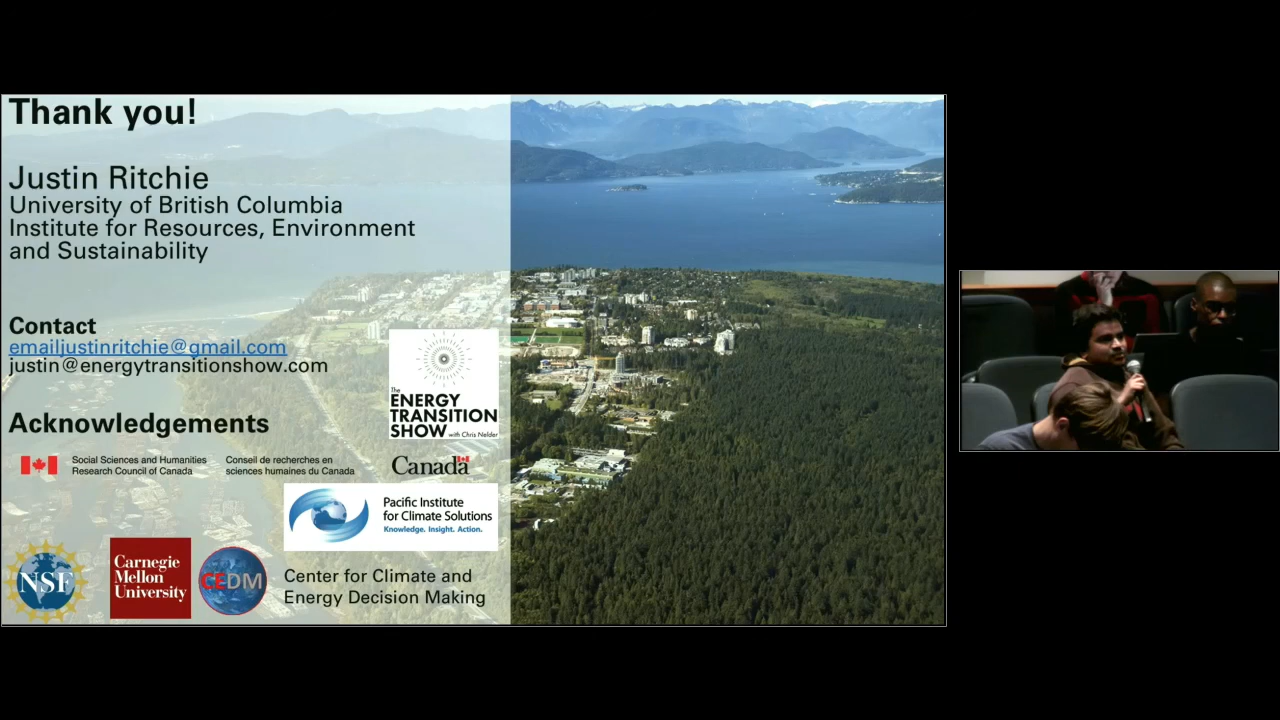 Thank you!
Justin Ritchie
University of British Columbia
Institute for Resources, Environment
and Sustainability
Contact
emailjustinritchie@gmail.com
justin@energytransitionshow.com
The
ENERGY
TRANSITION
SHOW with Chris Nelder
Acknowledgements
Social Sciences and Humanities
Research Council of Canada
Conseil de recherches en
sciences humaines du Canada
Canada
Pacific Institute
for Climate Solutions
Knowledge. Insight. Action.
NSF
Carnegie
Mellon
University
CEDM
Center for Climate and
Energy Decision Making